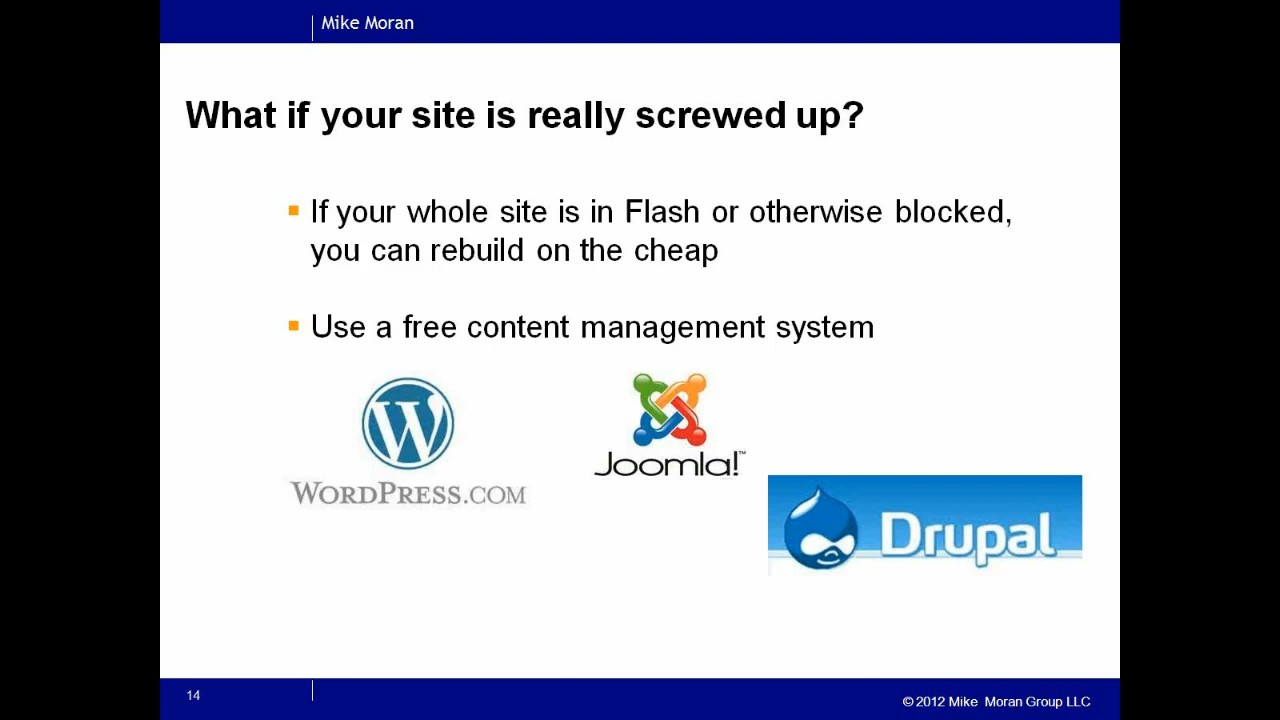 Mike Moran
What if your site is really screwed up?
If your whole site is in Flash or otherwise blocked,
you can rebuild on the cheap
Use a free content management system
WORDPRESS.COM
Joomla!™
Drupal
14
© 2012 Mike Moran Group LLC